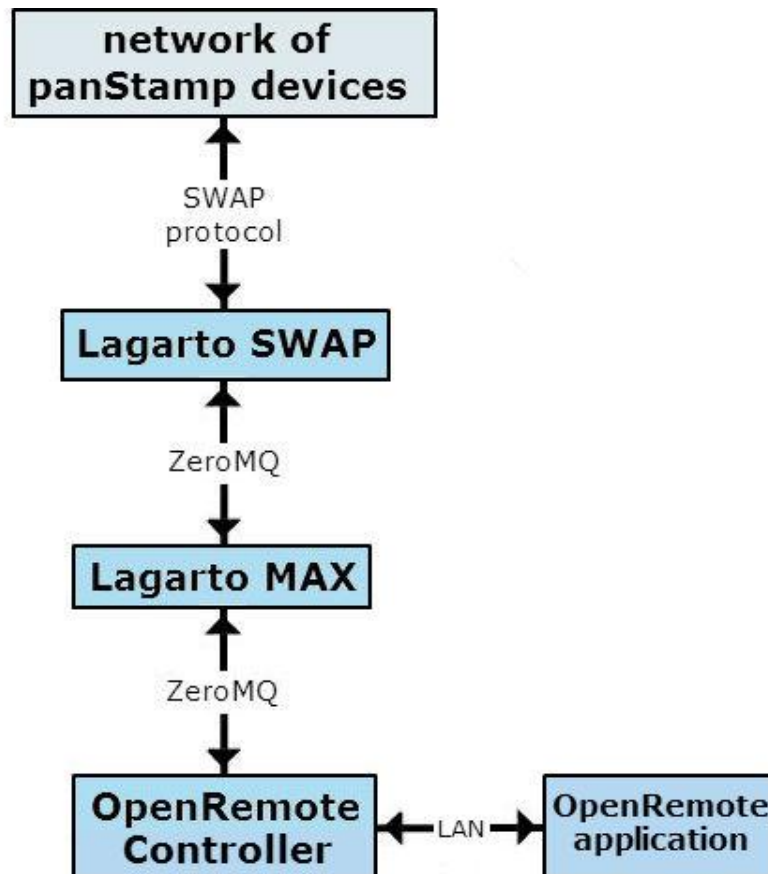 network of
panStamp devices
SWAP
protocol
Lagarto SWAP
ZeroMQ
Lagarto MAX
ZeroMQ
OpenRemote
Controller
LAN
OpenRemote
application